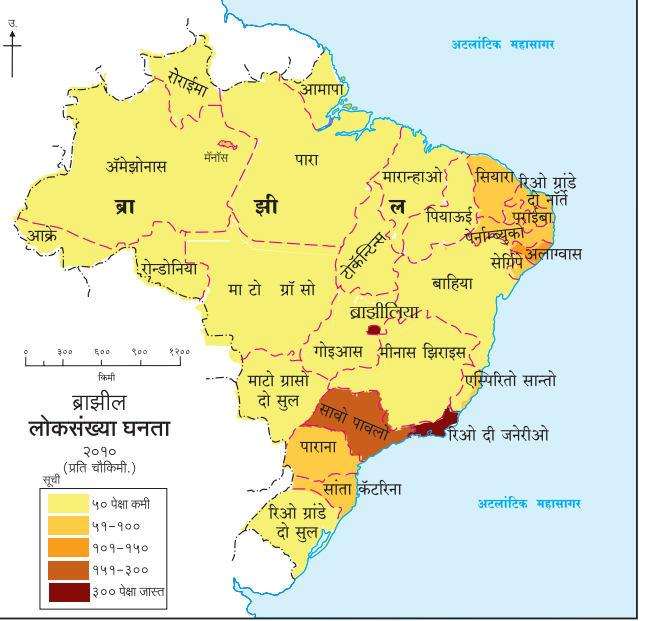 उ.
अटलांटिक महासागर
रोराईमा
आमापा
मॅनॉस
ॲमेझोनास
पारा
मारान्हाओ
सियारा
रिओ ग्रांडे
दी नॉर्ते
ब्रा
झी
ल
पियाऊई
पराईबा
पेर्नाम्ब्युको
आक्रे
टोकॅन्टिन्स
सेर्गिपे
अलाग्वास
रोन्डोनिया
माटो ग्रॉसो
बाहिया
ब्राझीलिया
गोइआस
मीनास झिराइस
० ३०० ६०० ९०० १२००
किमी
माटो ग्रासो
दो सुल
एस्पिरितो सान्तो
ब्राझील
लोकसंख्या घनता
२०१०
(प्रति चौकिमी.)
सावो पावलो
रिओ दी जनेरीओ
पाराना
सांता कॅटरिना
अटलांटिक महासागर
रिओ ग्रांडे
दो सुल
सूची
५० पेक्षा कमी
५१-१००
१०१-१५०
१५१-३००
३०० पेक्षा जास्त